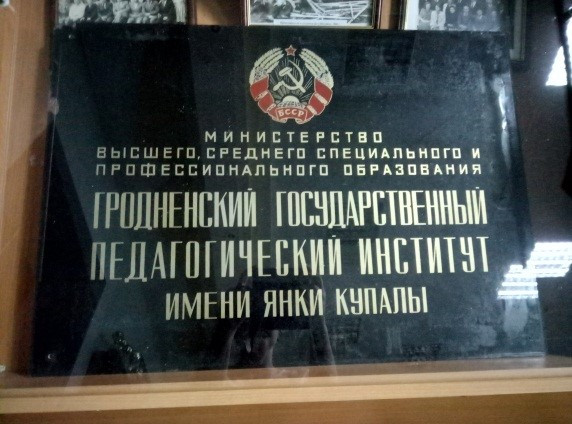 БССР
МИНИСТЕРСТВО
ВЫСШЕГО, СРЕДНЕГО СПЕЦИАЛЬНОГО И
ПРОФЕССИОНАЛЬНОГО ОБРАЗОВАНИЯ
ГРОДНЕНСКИЙ ГОСУДАРСТВЕННЫЙ
ПЕДАГОГИЧЕСКИЙ ИНСТИТУТ
ИМЕНИ ЯНКИ КУПАЛЫ